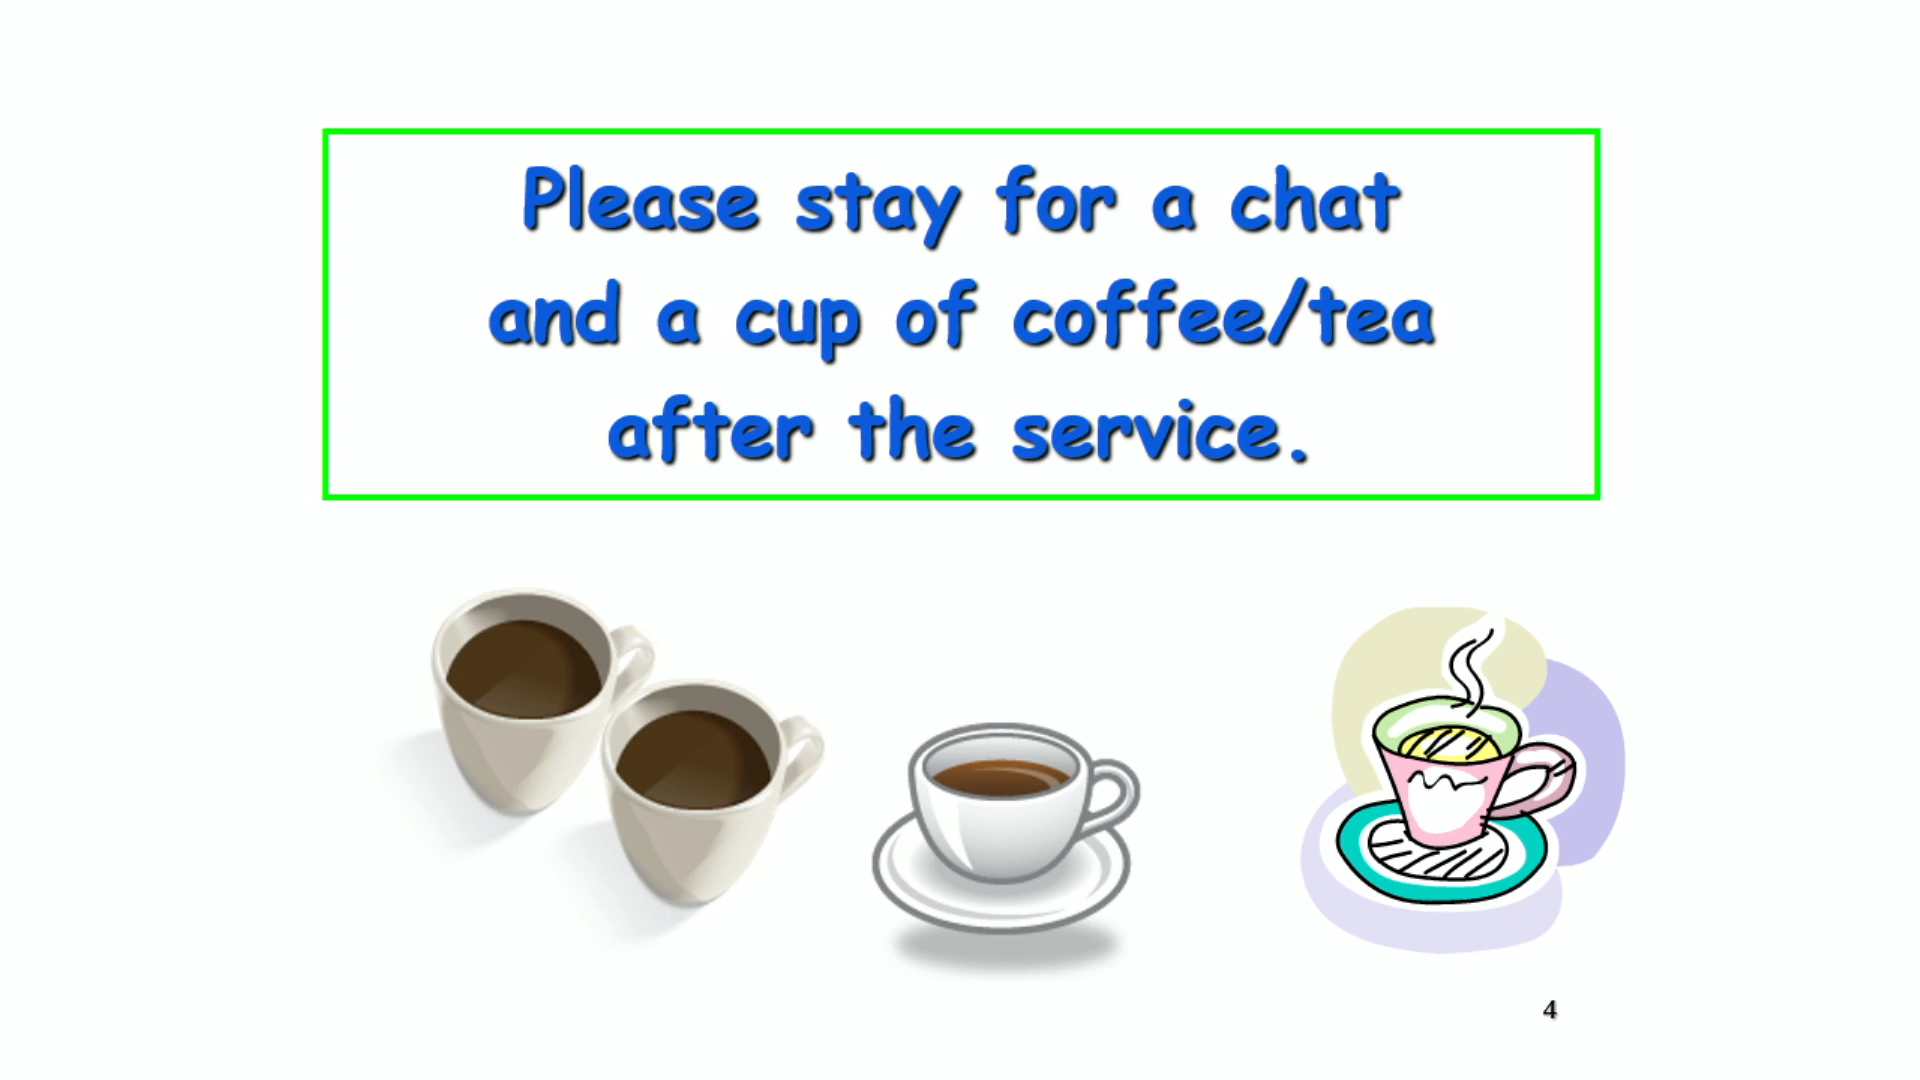 Please stay for a chat
and a cup of coffee/tea
after the service.
4